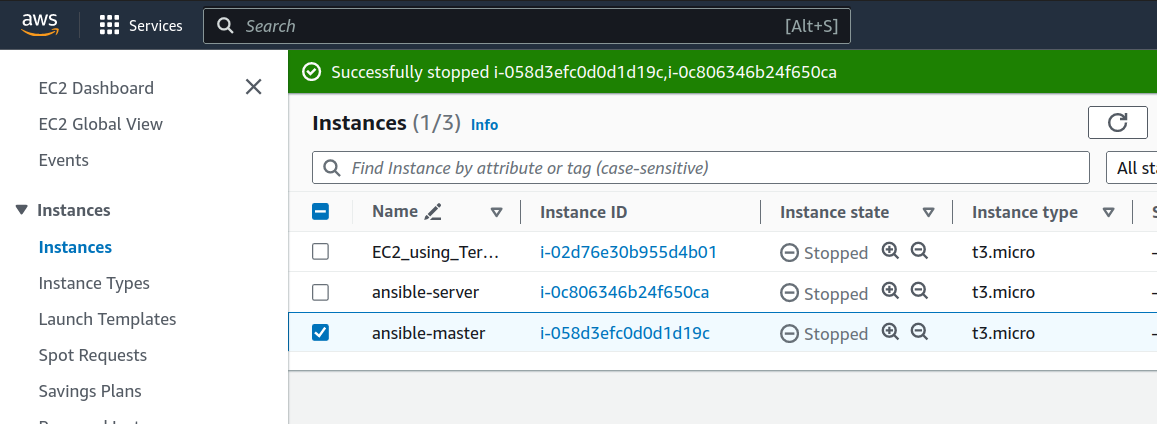 aws Services Search [Alt+S]
EC2 Dashboard
EC2 Global View
Events
Instances
Instances
Instance Types
Launch Templates
Spot Requests
Savings Plans
Successfully stopped i-058d3efc0d0d1d19c,i-0c806346b24f650ca
Instances (1/3) Info
Find Instance by attribute or tag (case-sensitive) All st
Name Instance ID Instance state Instance type
EC2_using_Ter... i-02d76e30b955d4b01 Stopped t3.micro
ansible-server i-0c806346b24f650ca Stopped t3.micro
ansible-master i-058d3efc0d0d1d19c Stopped t3.micro